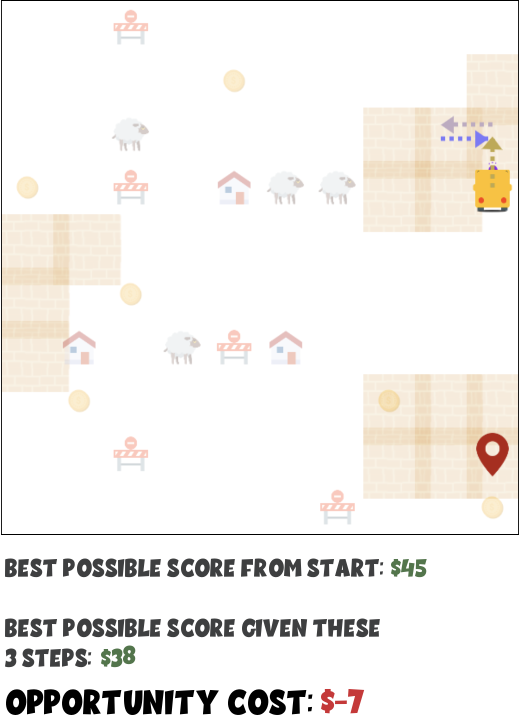 BEST POSSIBLE SCORE FROM START: $45
BEST POSSIBLE SCORE GIVEN THESE
3 STEPS: $38
OPPORTUNITY COST: $-7